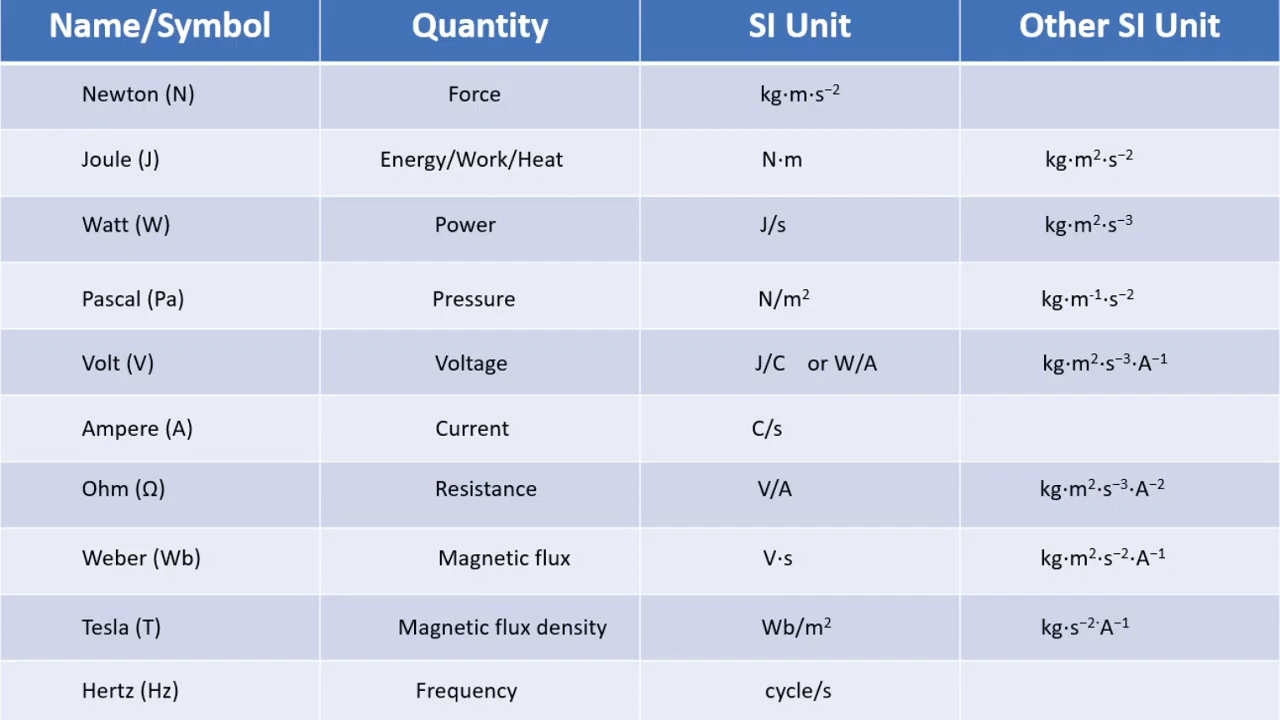 Name/Symbol Quantity SI Unit Other SI Unit
Newton (N) Force kg·m·s⁻²
Joule (J) Energy/Work/Heat N·m kg·m²·s⁻²
Watt (W) Power J/s kg·m²·s⁻³
Pascal (Pa) Pressure N/m² kg·m⁻¹·s⁻²
Volt (V) Voltage J/C or W/A kg·m²·s⁻³·A⁻¹
Ampere (A) Current C/s
Ohm (Ω) Resistance V/A kg·m²·s⁻³·A⁻²
Weber (Wb) Magnetic flux V·s kg·m²·s⁻²·A⁻¹
Tesla (T) Magnetic flux density Wb/m² kg·s⁻²·A⁻¹
Hertz (Hz) Frequency cycle/s